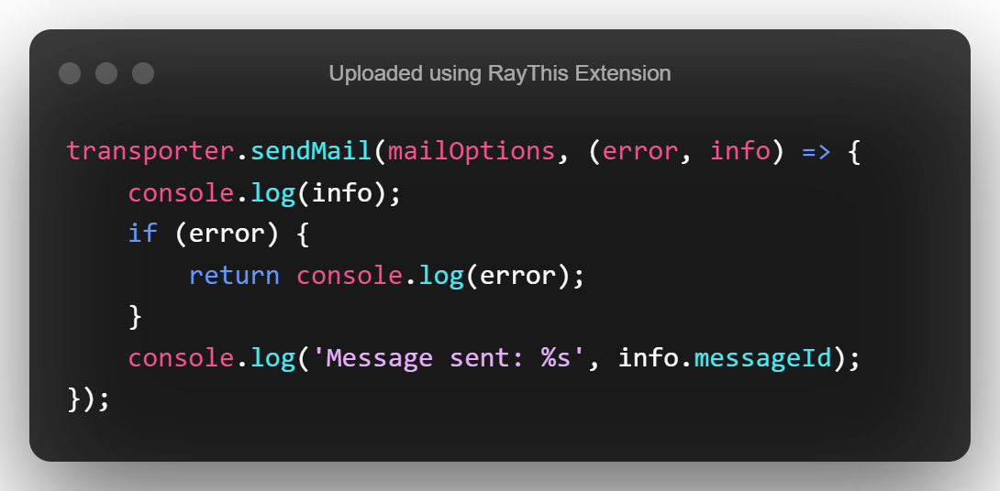 Uploaded using RayThis Extension
transporter.sendMail(mailOptions, (error, info) => {
    console.log(info);
    if (error) {
        return console.log(error);
    }
    console.log('Message sent: %s', info.messageId);
});